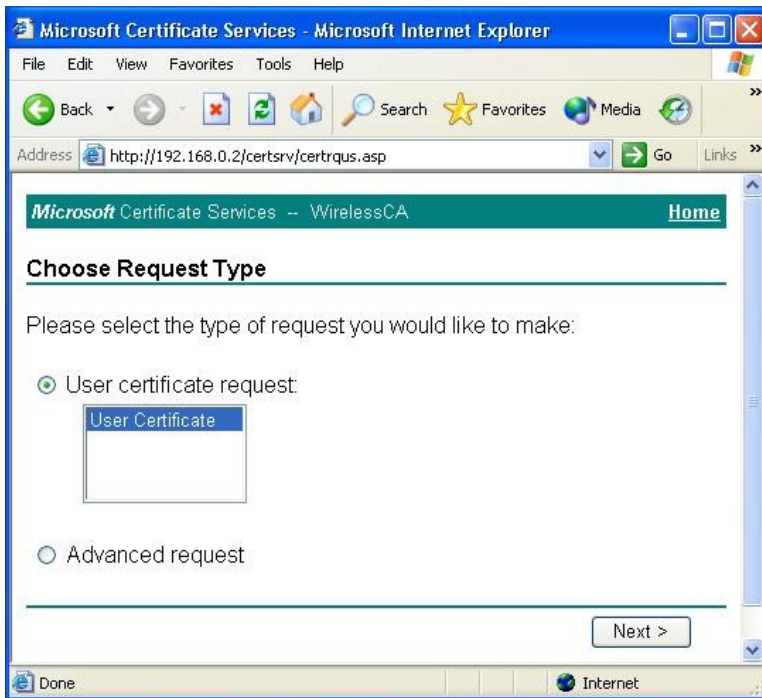 Microsoft Certificate Services - Microsoft Internet Explorer
File Edit View Favorites Tools Help
Back Search Favorites Media »
Address http://192.168.0.2/certsrv/certrqus.asp Go Links »
Microsoft Certificate Services -- WirelessCA Home
Choose Request Type
Please select the type of request you would like to make:
User certificate request:
User Certificate
Advanced request
Next >
Done Internet